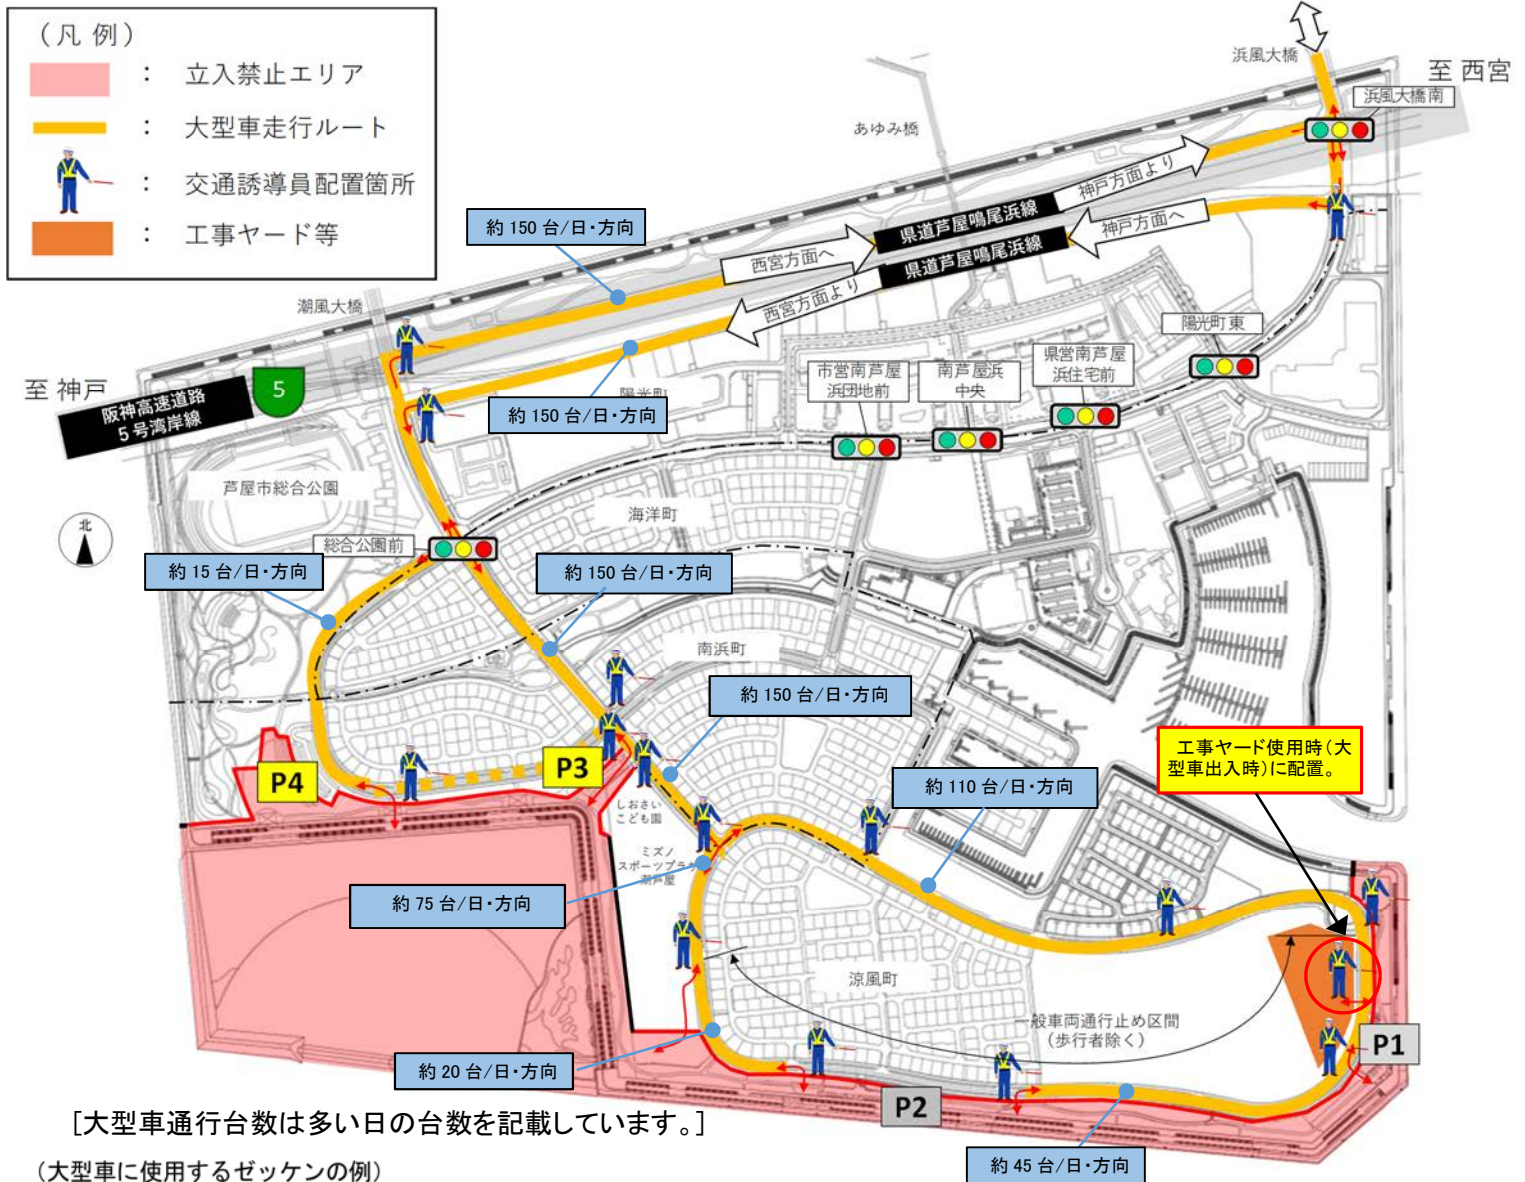 （凡 例）
： 立入禁止エリア
： 大型車走行ルート
： 交通誘導員配置箇所
： 工事ヤード等
浜風大橋
至 西宮
浜風大橋南
あゆみ橋
神戸方面より
約 150 台/日・方向
県道芦屋鳴尾浜線
神戸方面へ
西宮方面へ
県道芦屋鳴尾浜線
西宮方面より
潮風大橋
陽光町東
県営南芦屋
浜住宅前
市営南芦屋
浜団地前
南芦屋浜
中央
至 神戸
5
阪神高速道路
5号湾岸線
約 150 台/日・方向
芦屋市総合公園
海洋町
北
総合公園前
約 15 台/日・方向
約 150 台/日・方向
南浜町
約 150 台/日・方向
工事ヤード使用時（大
型車出入時）に配置。
P4
P3
約 110 台/日・方向
しおさい
こども園
ミズノ
スポーツプラザ
潮芦屋
約 75 台/日・方向
涼風町
一般車両通行止め区間
（歩行者除く）
P1
約 20 台/日・方向
P2
［大型車通行台数は多い日の台数を記載しています。］
約 45 台/日・方向
（大型車に使用するゼッケンの例）